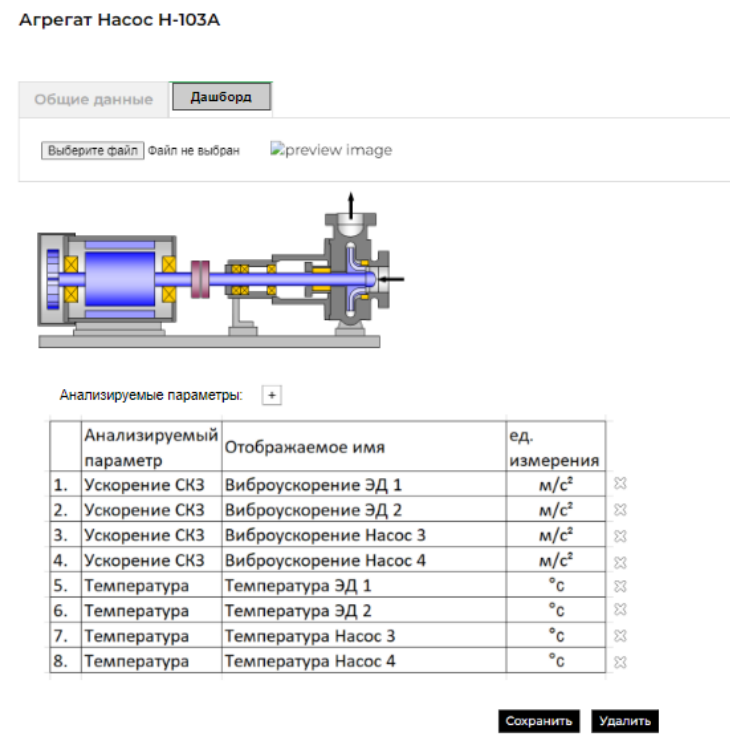 Агрегат Насос Н-103А
Общие данные Дашборд
Выберите файл Файл не выбран preview image
Анализируемые параметры: +
Анализируемый параметр Отображаемое имя ед. измерения
1. Ускорение СКЗ Виброускорение ЭД 1 м/с²
2. Ускорение СКЗ Виброускорение ЭД 2 м/с²
3. Ускорение СКЗ Виброускорение Насос 3 м/с²
4. Ускорение СКЗ Виброускорение Насос 4 м/с²
5. Температура Температура ЭД 1 °с
6. Температура Температура ЭД 2 °с
7. Температура Температура Насос 3 °с
8. Температура Температура Насос 4 °с
Сохранить Удалить